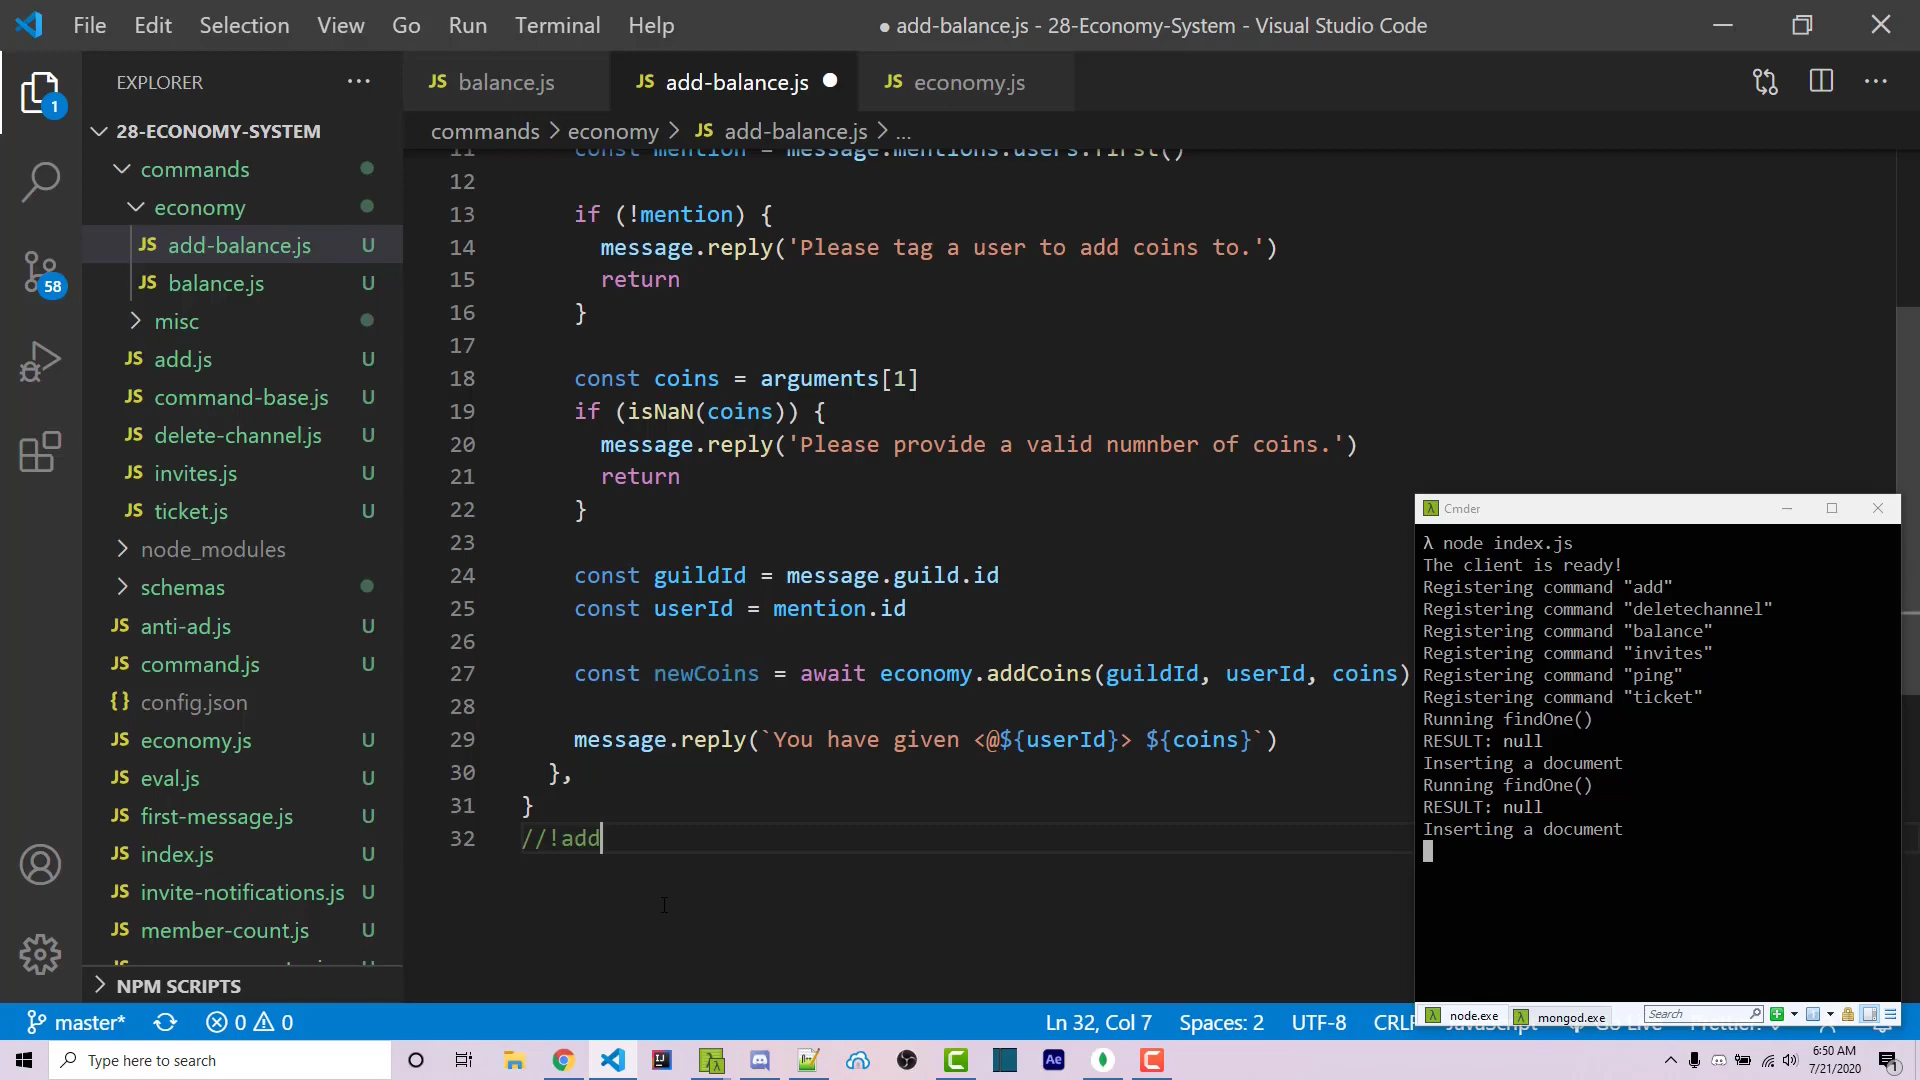 File Edit Selection View Go Run Terminal Help
● add-balance.js - 28-Economy-System - Visual Studio Code
EXPLORER
JS balance.js
JS add-balance.js
JS economy.js
commands > economy > JS add-balance.js > ...
1
58
28-ECONOMY-SYSTEM
commands
economy
JS add-balance.js U
JS balance.js U
misc
JS add.js U
JS command-base.js U
JS delete-channel.js U
JS invites.js U
JS ticket.js U
node_modules
schemas
JS anti-ad.js U
JS command.js U
{} config.json
JS economy.js U
JS eval.js U
JS first-message.js U
JS index.js U
JS invite-notifications.js U
JS member-count.js U
NPM SCRIPTS
11 const mention = message.mentions.users.first()
12
13 if (!mention) {
14 message.reply('Please tag a user to add coins to.')
15 return
16 }
17
18 const coins = arguments[1]
19 if (isNaN(coins)) {
20 message.reply('Please provide a valid numnber of coins.')
21 return
22 }
23
24 const guildId = message.guild.id
25 const userId = mention.id
26
27 const newCoins = await economy.addCoins(guildId, userId, coins)
28
29 message.reply(`You have given <@${userId}> ${coins}`)
30 },
31 }
32 //!add
λ Cmder
λ node index.js
The client is ready!
Registering command "add"
Registering command "deletechannel"
Registering command "balance"
Registering command "invites"
Registering command "ping"
Registering command "ticket"
Running findOne()
RESULT: null
Inserting a document
Running findOne()
RESULT: null
Inserting a document
node.exe
mongod.exe
Search
master*
0 0
Ln 32, Col 7
Spaces: 2
UTF-8
CRLF
Type here to search
IJ
Ae
6:50 AM
7/21/2020
1